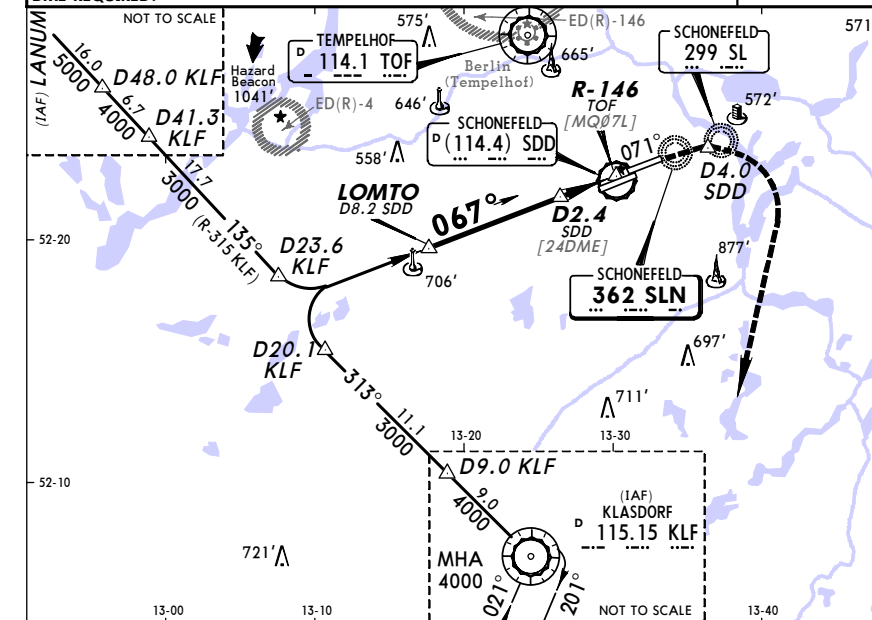 NOT TO SCALE
(IAF) LANUM
16.0
5000
D48.0 KLF
6.7
4000
D41.3
KLF
17.7
3000
135°
(R-315 KLF)
Hazard
Beacon
1041'
ED(R)-4
575'
ED(R)-146
TEMPELHOF
D 114.1 TOF
Berlin
(Tempelhof)
665'
646'
558'
SCHONEFELD
299 SL
571
572'
R-146
TOF
[MQ07L]
SCHONEFELD
D (114.4) SDD
071°
D4.0
SDD
LOMTO
D8.2 SDD
067°
D2.4
SDD
[24DME]
52-20
D23.6
KLF
706'
SCHONEFELD
362 SLN
877'
697'
711'
D20.1
KLF
313°
11.1
3000
13-20
13-30
D9.0 KLF
9.0
4000
52-10
(IAF)
KLASDORF
D 115.15 KLF
721'
MHA
4000
021°
201°
NOT TO SCALE
13-00
13-10
13-40